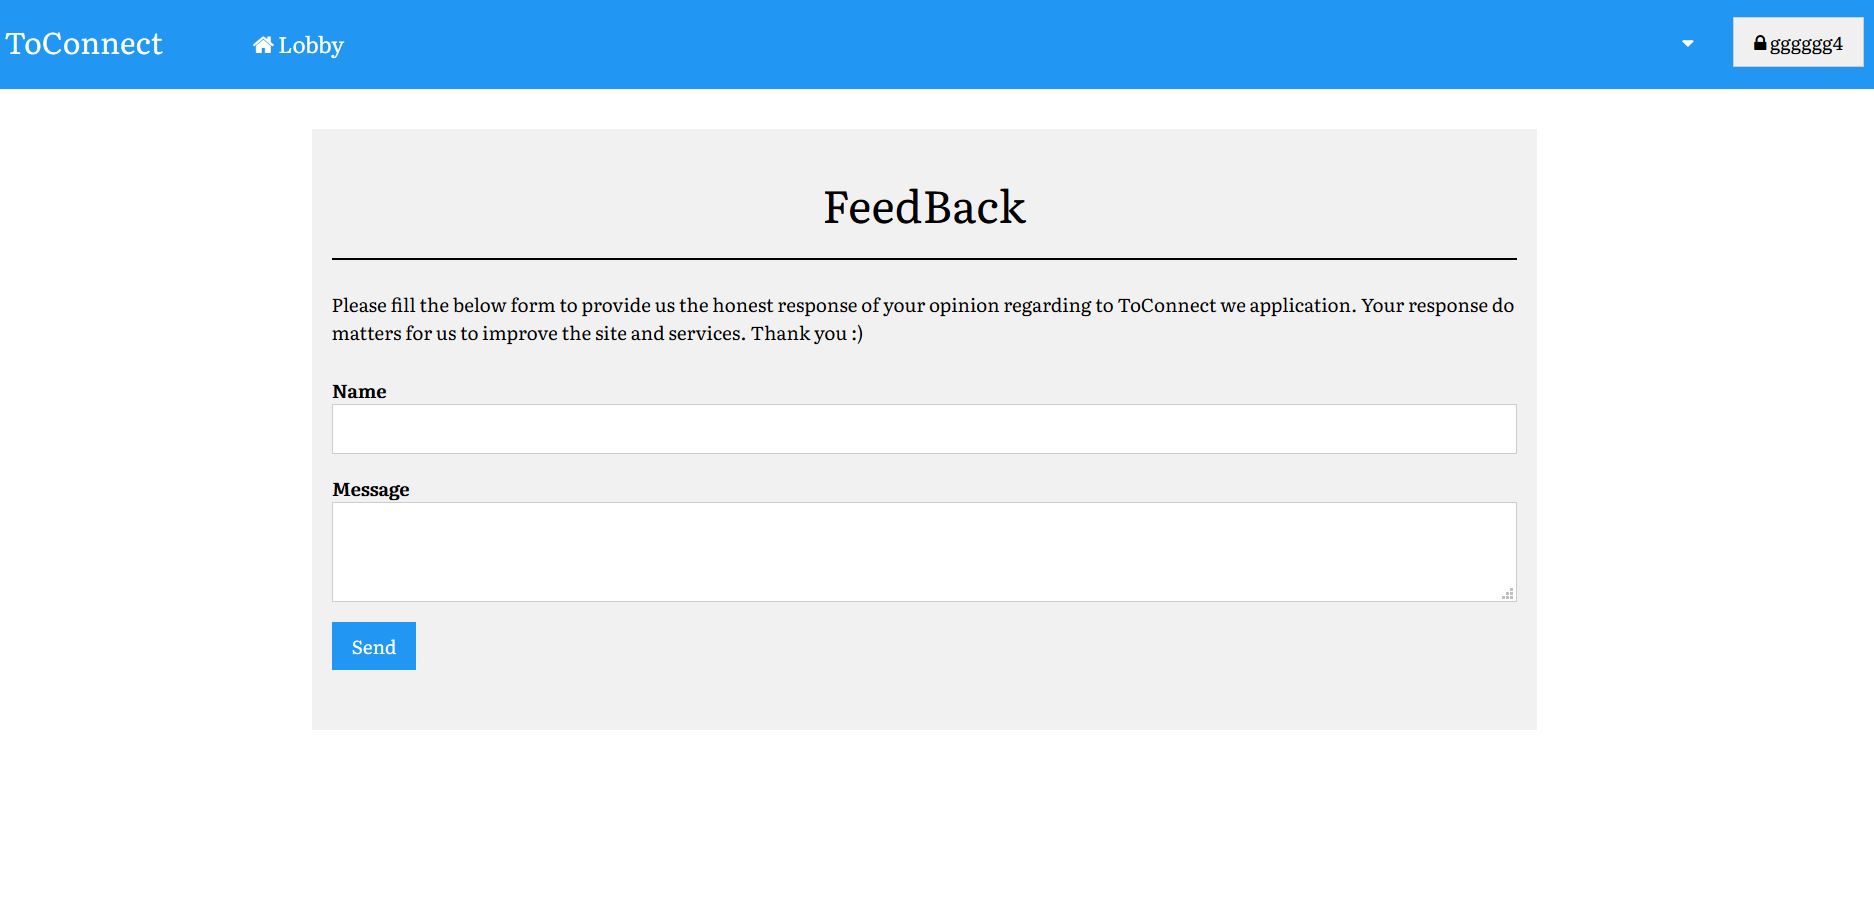 ToConnect
Lobby
gggggg4
FeedBack
Please fill the below form to provide us the honest response of your opinion regarding to ToConnect we application. Your response do
matters for us to improve the site and services. Thank you :)
Name
Message
Send